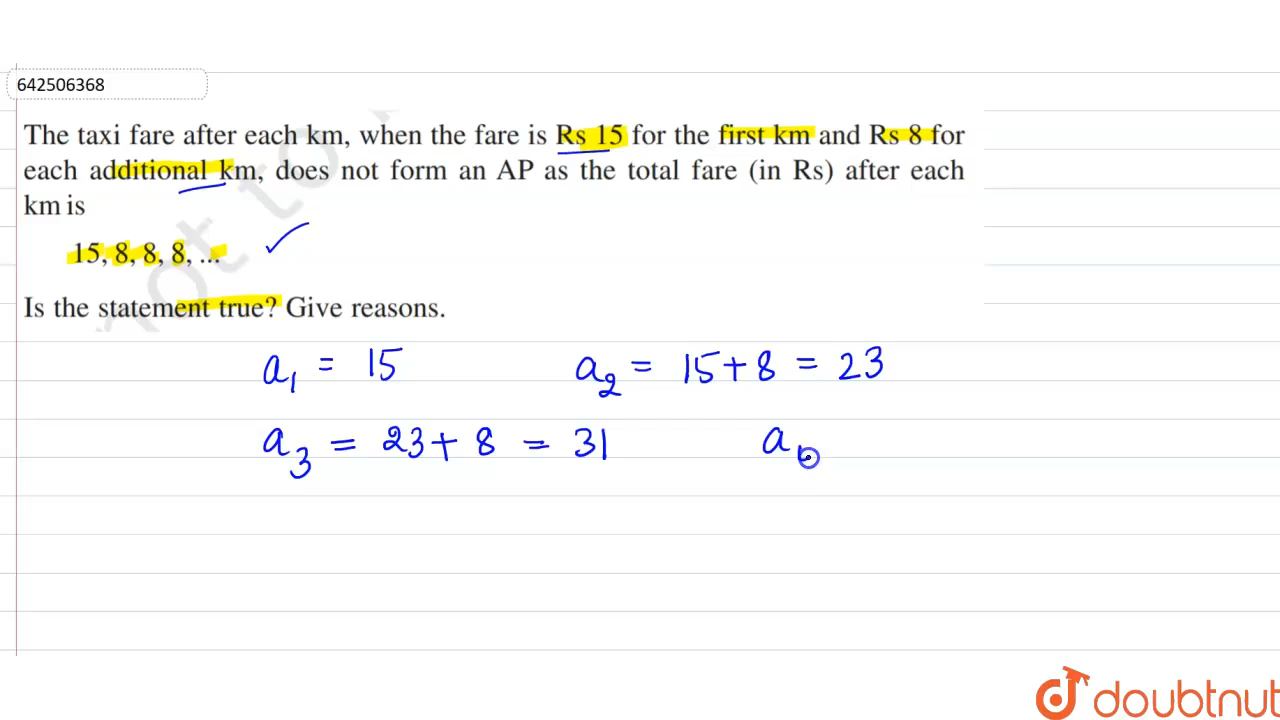 642506368
The taxi fare after each km, when the fare is Rs 15 for the first km and Rs 8 for
each additional km, does not form an AP as the total fare (in Rs) after each
km is
15, 8, 8, 8, ...
Is the statement true? Give reasons.
a₁ = 15 a₂ = 15 + 8 = 23
a₃ = 23 + 8 = 31 a
doubtnut